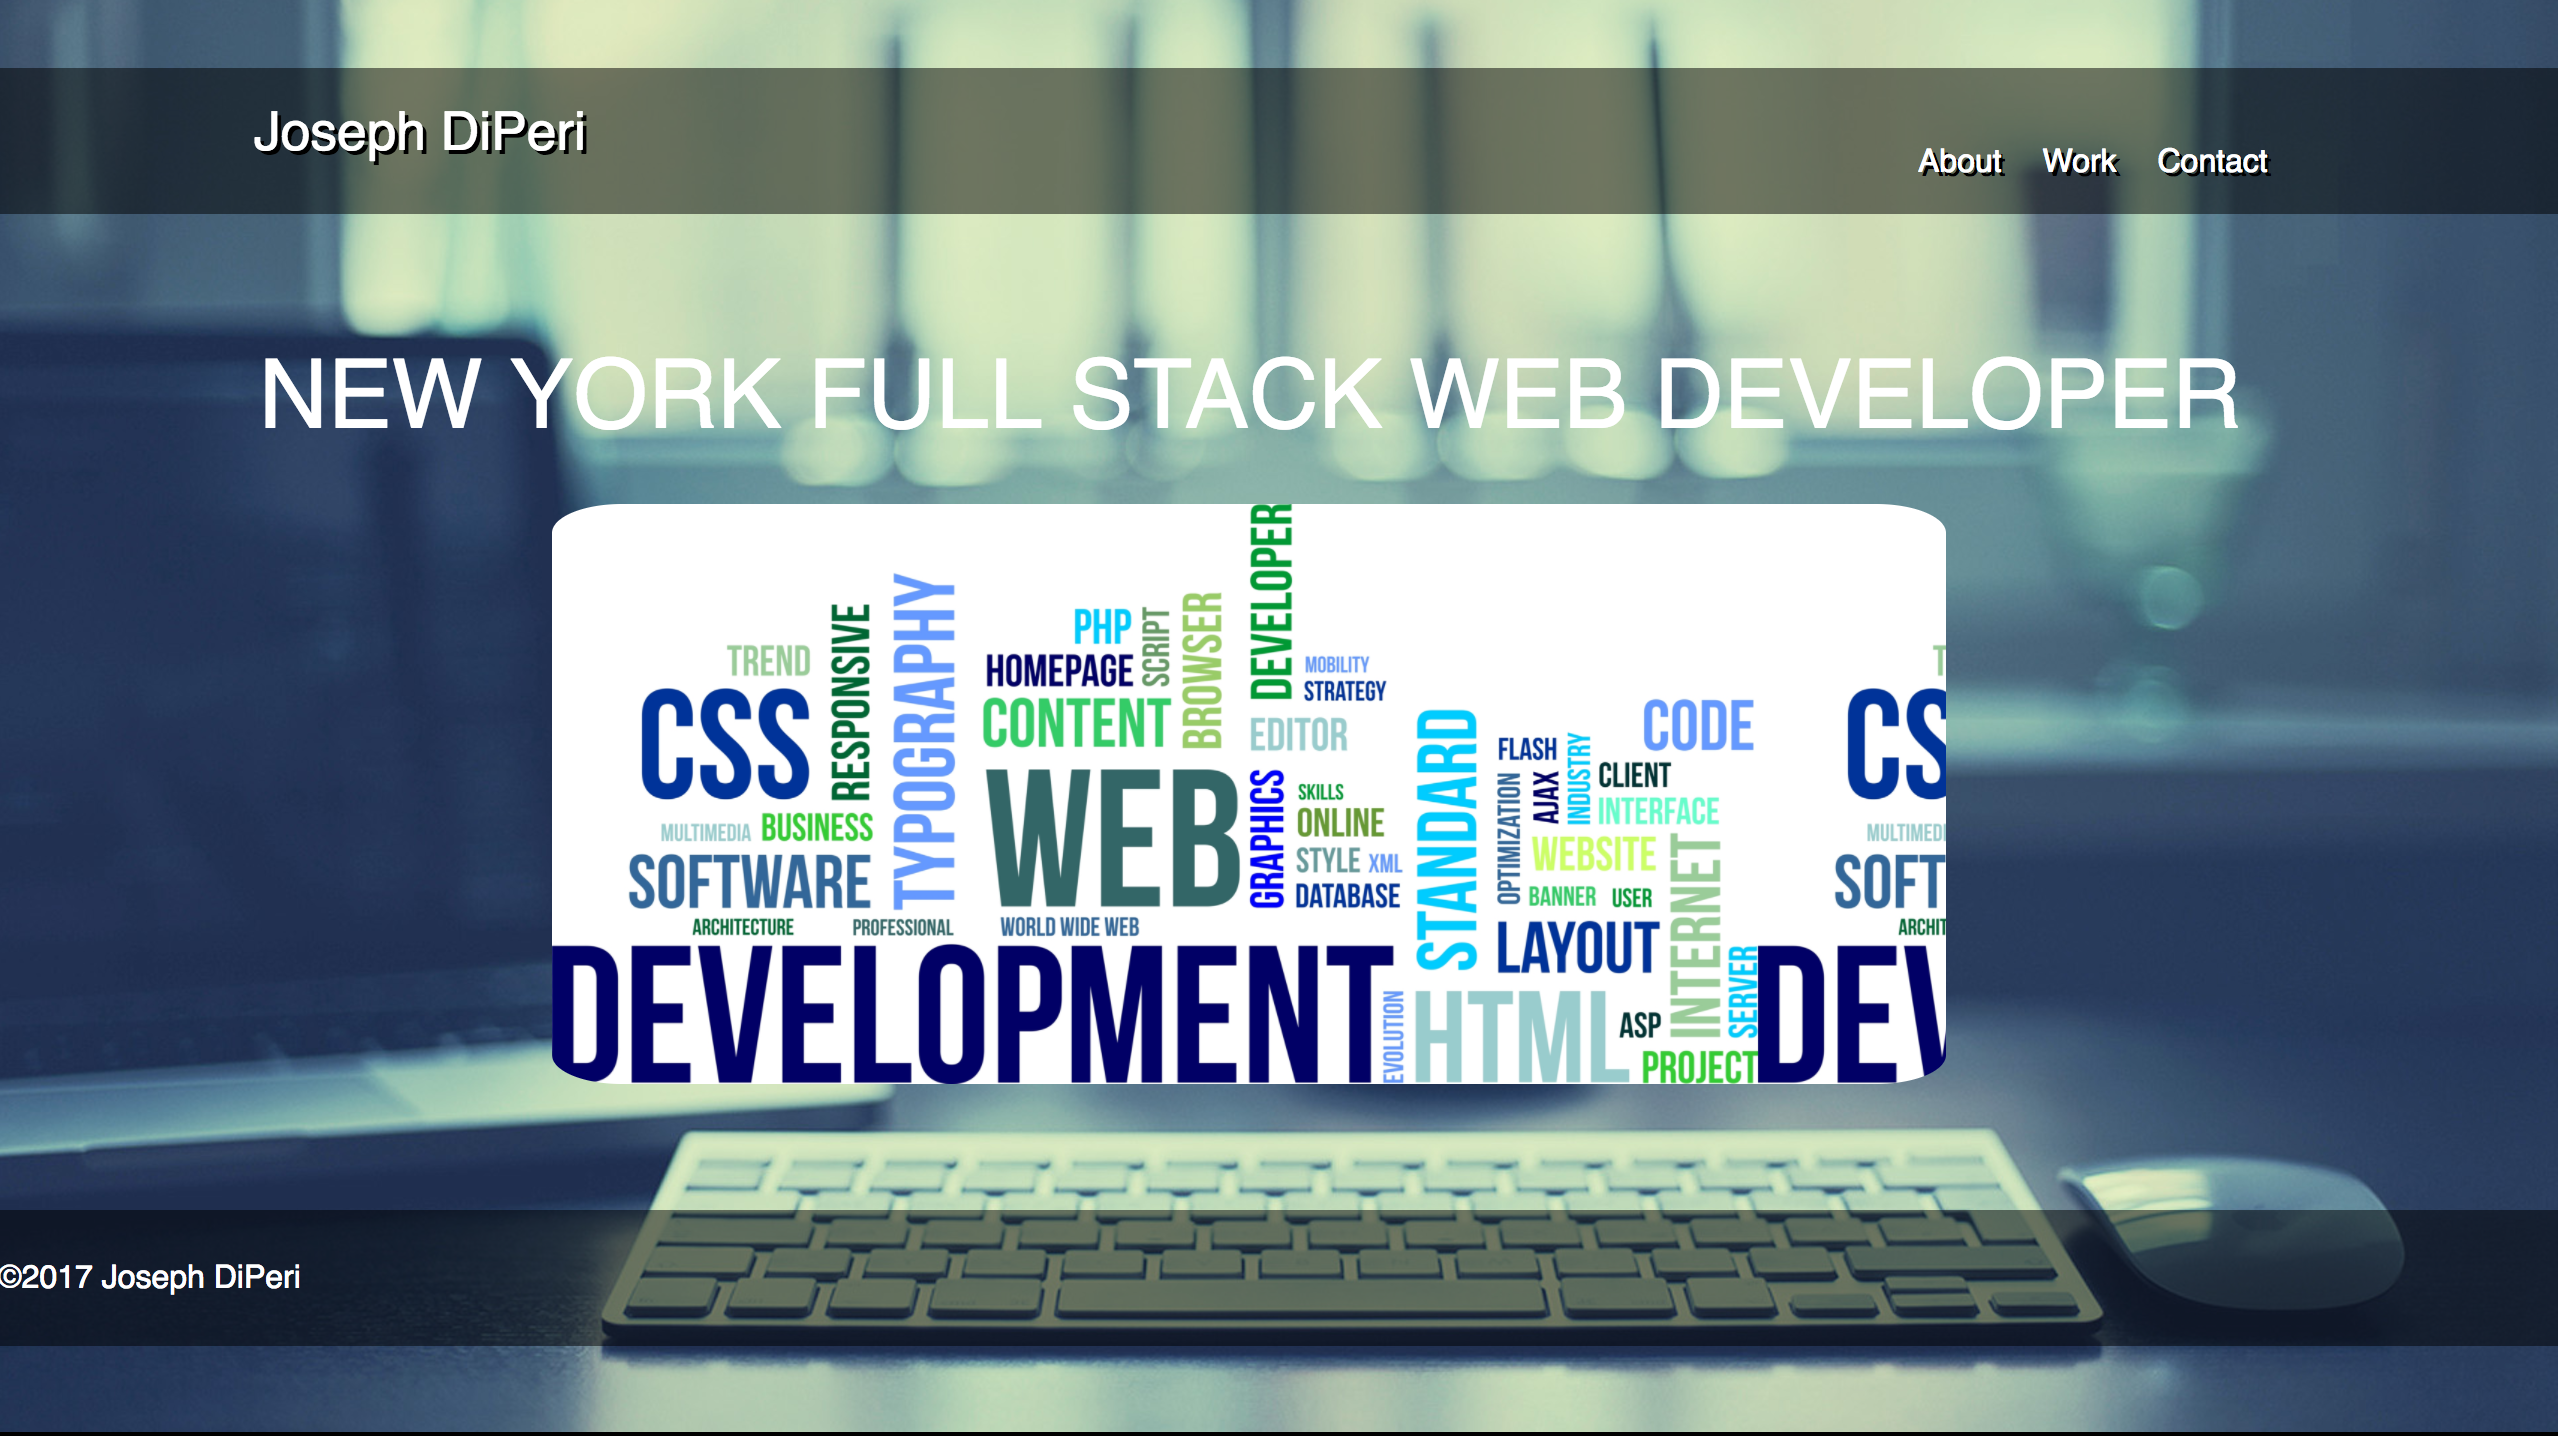 Joseph DiPeri
About Work Contact
NEW YORK FULL STACK WEB DEVELOPER
DEVELOPER
TREND
RESPONSIVE
TYPOGRAPHY
PHP
SCRIPT
BROWSER
HOMEPAGE
MOBILITY
STRATEGY
CSS
CONTENT
EDITOR
CODE
STANDARD
FLASH
INDUSTRY
AJAX
OPTIMIZATION
CLIENT
INTERFACE
WEB
GRAPHICS
SKILLS
ONLINE
STYLE XML
DATABASE
MULTIMEDIA BUSINESS
SOFTWARE
WEBSITE
BANNER USER
INTERNET
ARCHITECTURE PROFESSIONAL WORLD WIDE WEB
LAYOUT
DEVELOPMENT
EVOLUTION
HTML
ASP
SERVER
PROJECT
T
CS
MULTIMEDI
SOFT
ARCHIT
DEV
©2017 Joseph DiPeri